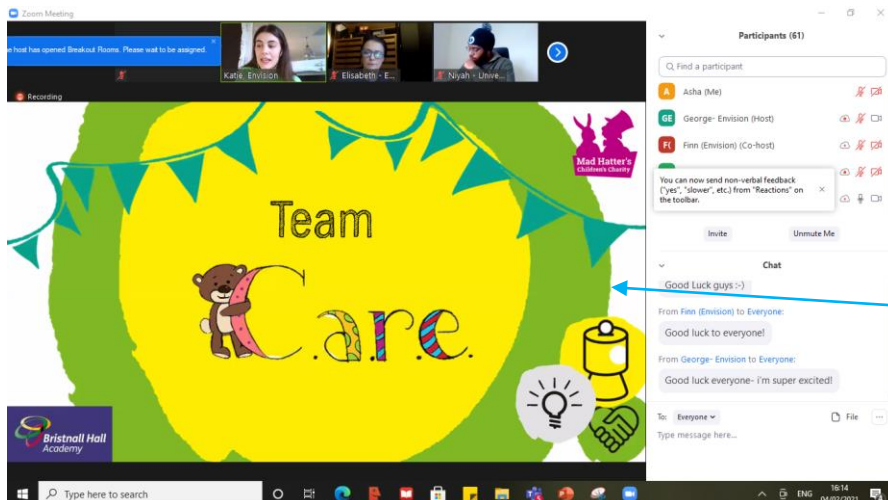 Zoom Meeting
e host has opened Breakout Rooms. Please wait to be assigned.
Katie, Envision
Elisabeth - E...
Niyah - Unive...
Recording
Mad Hatter's
Children's Charity
Team
C.a.r.e.
Bristnall Hall
Academy
Participants (61)
Find a participant
A Asha (Me)
GE George- Envision (Host)
F( Finn (Envision) (Co-host)
You can now send non-verbal feedback
("yes", "slower", etc.) from "Reactions" on
the toolbar.
Invite Unmute Me
Chat
Good Luck guys :-)
From Finn (Envision) to Everyone:
Good luck to everyone!
From George- Envision to Everyone:
Good luck everyone- i'm super excited!
To: Everyone File
Type message here...
Type here to search
ENG 16:14
04/02/2021